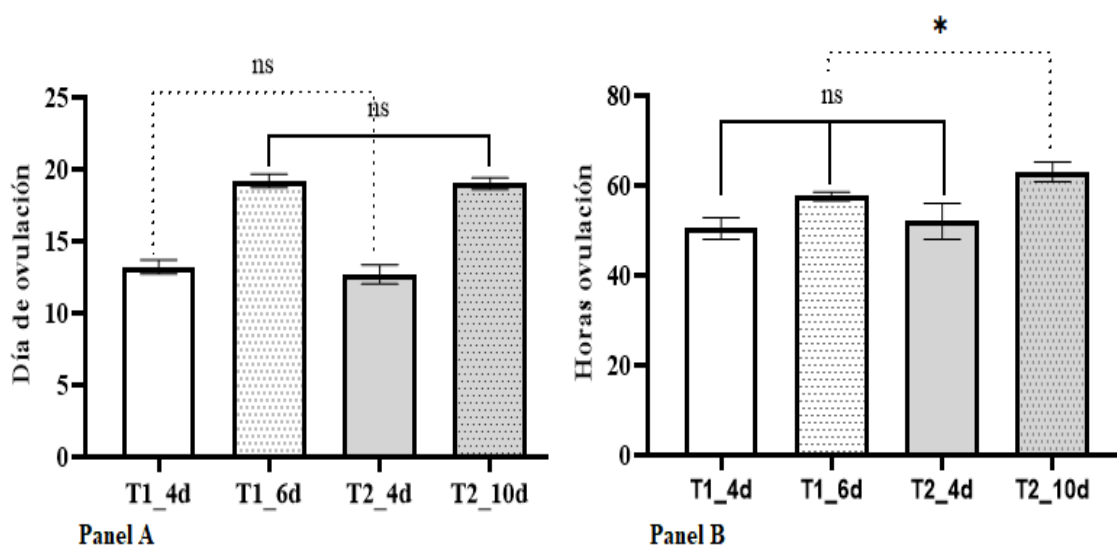 ns
ns
25
20
15
10
5
0
Día de ovulación
T1_4d T1_6d T2_4d T2_10d
Panel A
*
ns
80
60
40
20
0
Horas ovulación
T1_4d T1_6d T2_4d T2_10d
Panel B